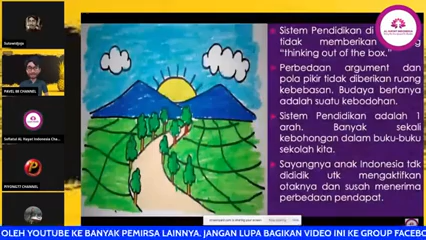 Sistem Pendidikan di
tidak memberikan
"thinking out of the box."
Perbedaan argument dan
pola pikir tidak diberikan ruang
kebebasan. Budaya bertanya
adalah suatu kebodohan.
Sistem Pendidikan adalah 1
arah. Banyak sekali
kebohongan dalam buku-buku
sekolah kita.
Sayangnya anak Indonesia tdk
dididik utk mengaktifkan
otaknya dan susah menerima
perbedaan pendapat.
PAVEL 88 CHANNEL
PIYONG77 CHANNEL
OLEH YOUTUBE KE BANYAK PEMIRSA LAINNYA. JANGAN LUPA BAGIKAN VIDEO INI KE GROUP FACEBO